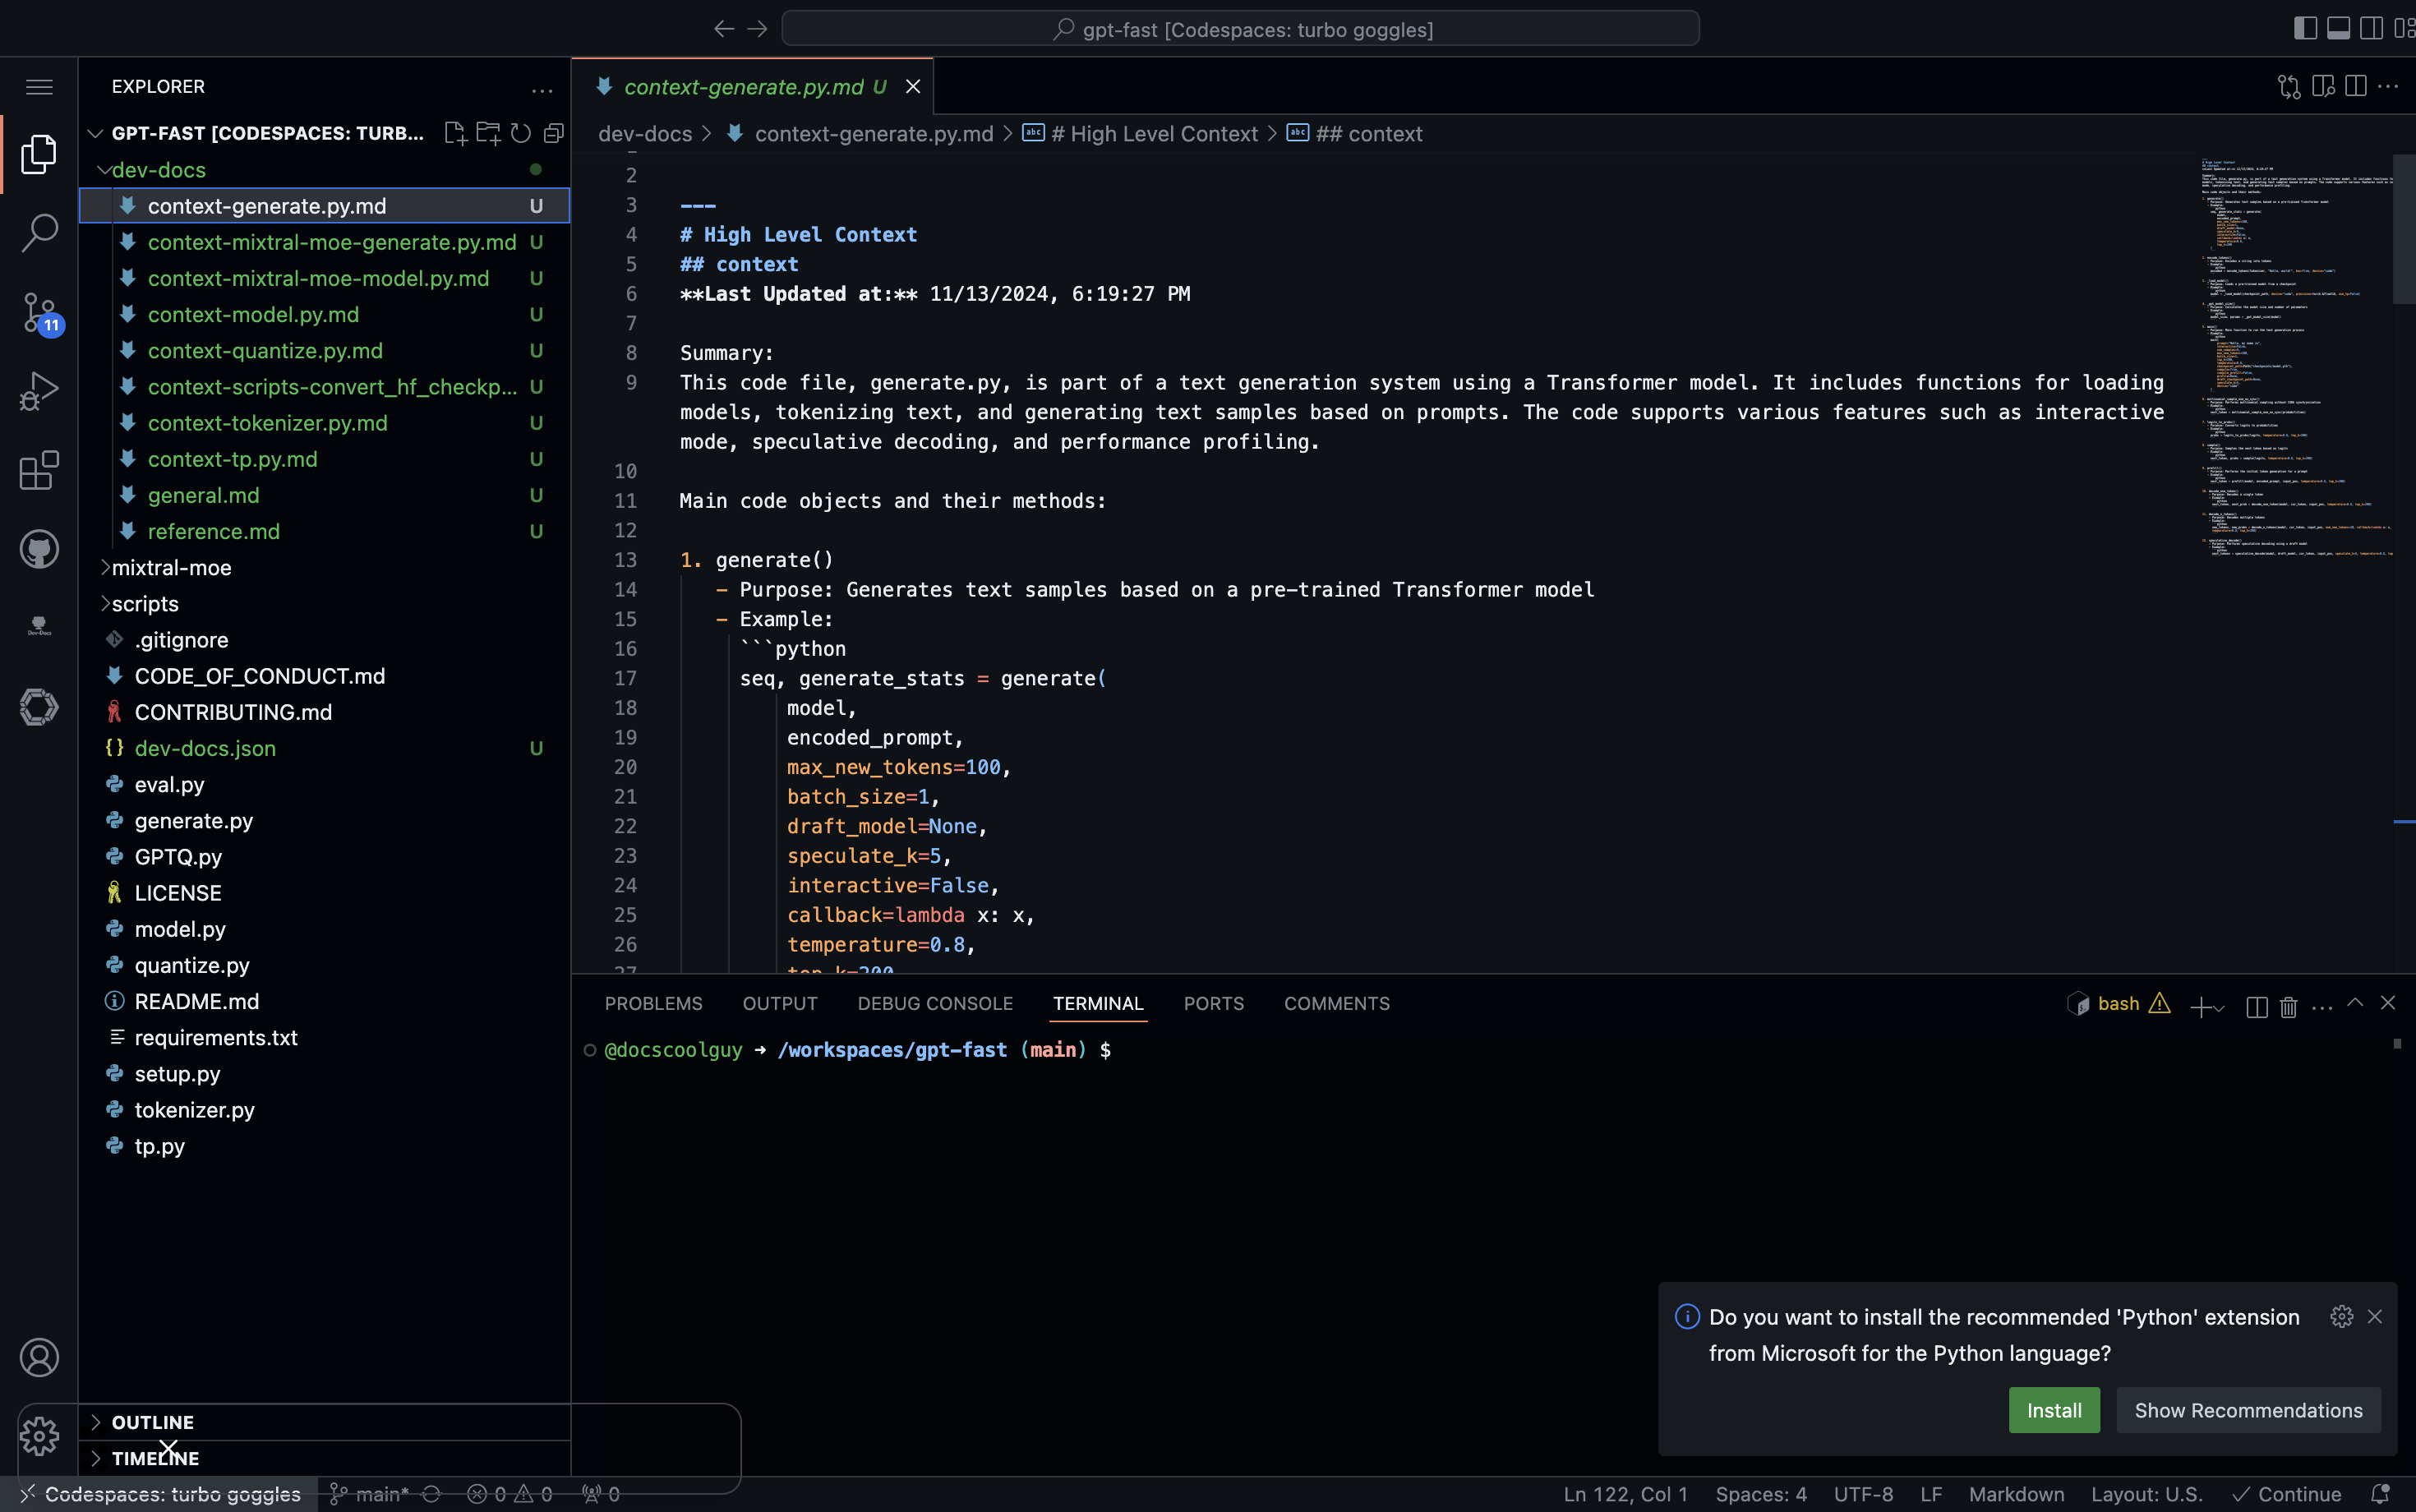 gpt-fast [Codespaces: turbo goggles]
EXPLORER
GPT-FAST [CODESPACES: TURB...
dev-docs
context-generate.py.md U
context-mixtral-moe-generate.py.md U
context-mixtral-moe-model.py.md U
context-model.py.md U
context-quantize.py.md U
context-scripts-convert_hf_checkp... U
context-tokenizer.py.md U
context-tp.py.md U
general.md U
reference.md U
mixtral-moe
scripts
.gitignore
CODE_OF_CONDUCT.md
CONTRIBUTING.md
dev-docs.json U
eval.py
generate.py
GPTQ.py
LICENSE
model.py
quantize.py
README.md
requirements.txt
setup.py
tokenizer.py
tp.py
OUTLINE
TIMELINE
11
Dev-Docs
context-generate.py.md U
dev-docs > context-generate.py.md > # High Level Context > ## context
2
3 ---
4 # High Level Context
5 ## context
6 **Last Updated at:** 11/13/2024, 6:19:27 PM
7
8 Summary:
9 This code file, generate.py, is part of a text generation system using a Transformer model. It includes functions for loading
models, tokenizing text, and generating text samples based on prompts. The code supports various features such as interactive
mode, speculative decoding, and performance profiling.
10
11 Main code objects and their methods:
12
13 1. generate()
14 - Purpose: Generates text samples based on a pre-trained Transformer model
15 - Example:
16 ```python
17 seq, generate_stats = generate(
18 model,
19 encoded_prompt,
20 max_new_tokens=100,
21 batch_size=1,
22 draft_model=None,
23 speculate_k=5,
24 interactive=False,
25 callback=lambda x: x,
26 temperature=0.8,
27 top_k=200
PROBLEMS OUTPUT DEBUG CONSOLE TERMINAL PORTS COMMENTS
bash
@docscoolguy ➜ /workspaces/gpt-fast (main) $
Do you want to install the recommended 'Python' extension
from Microsoft for the Python language?
Install Show Recommendations
Codespaces: turbo goggles main* 0 0 0
Ln 122, Col 1 Spaces: 4 UTF-8 LF Markdown Layout: U.S. Continue